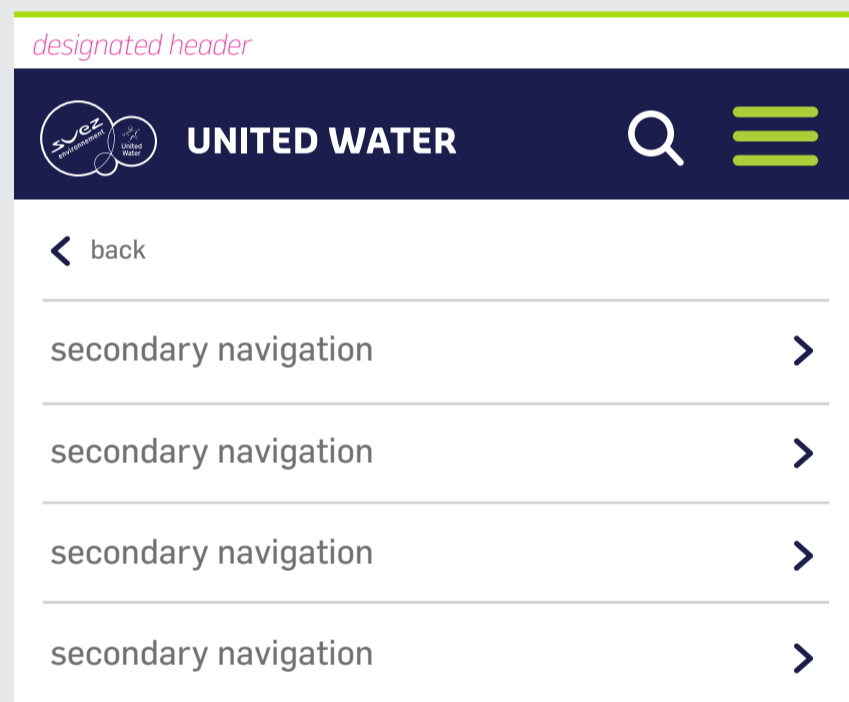 designated header
suez
environnement
United
Water
UNITED WATER
back
secondary navigation
secondary navigation
secondary navigation
secondary navigation